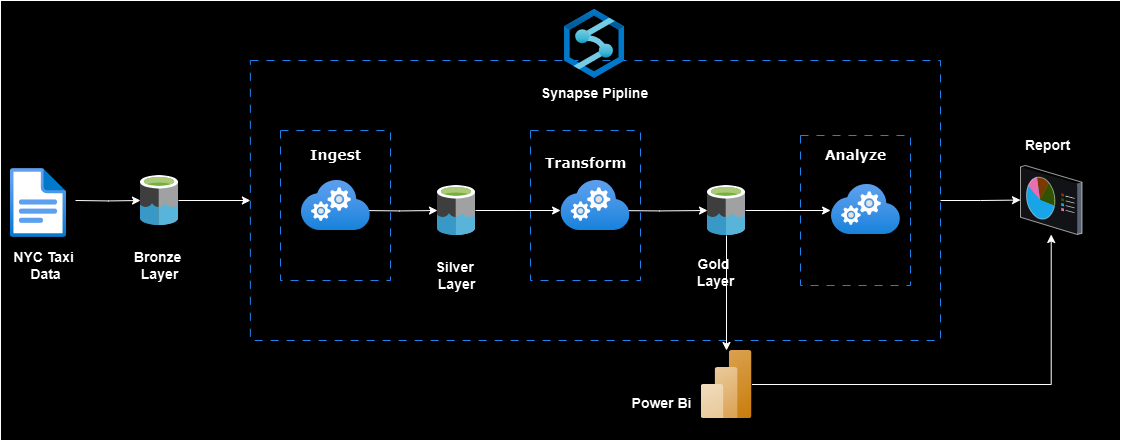 Synapse Pipline
Ingest
Transform
Analyze
Report
NYC Taxi
Data
Bronze
Layer
Silver
Layer
Gold
Layer
Power Bi